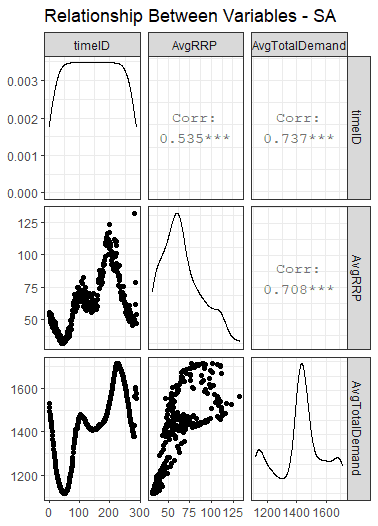 Relationship Between Variables - SA
timeID AvgRRP AvgTotalDemand
0.003
0.002
0.001
0.000
Corr:
0.535***
Corr:
0.737***
timeID
125
100
75
50
Corr:
0.708***
AvgRRP
1600
1400
1200
AvgTotalDemand
0 100 200 300 50 75 100 125 1200 1400 1600